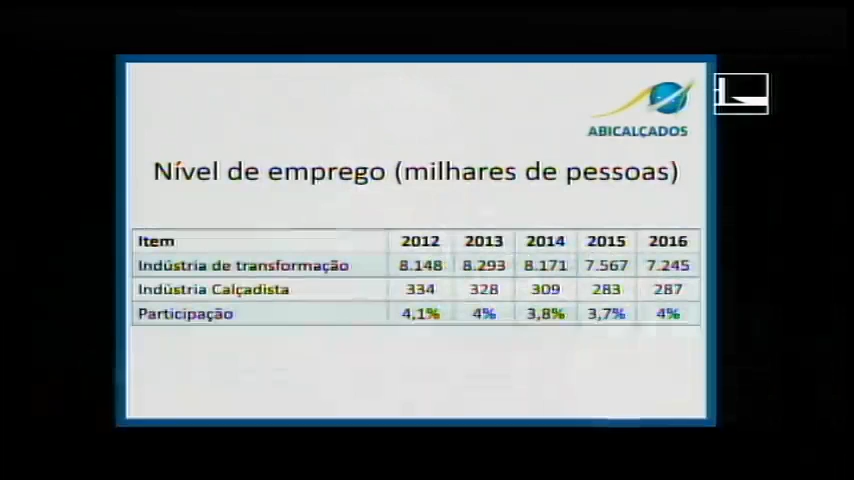 ABICALÇADOS
Nível de emprego (milhares de pessoas)
Item 2012 2013 2014 2015 2016
Indústria de transformação 8.148 8.293 8.171 7.567 7.245
Indústria Calçadista 334 328 309 283 287
Participação 4,1% 4% 3,8% 3,7% 4%